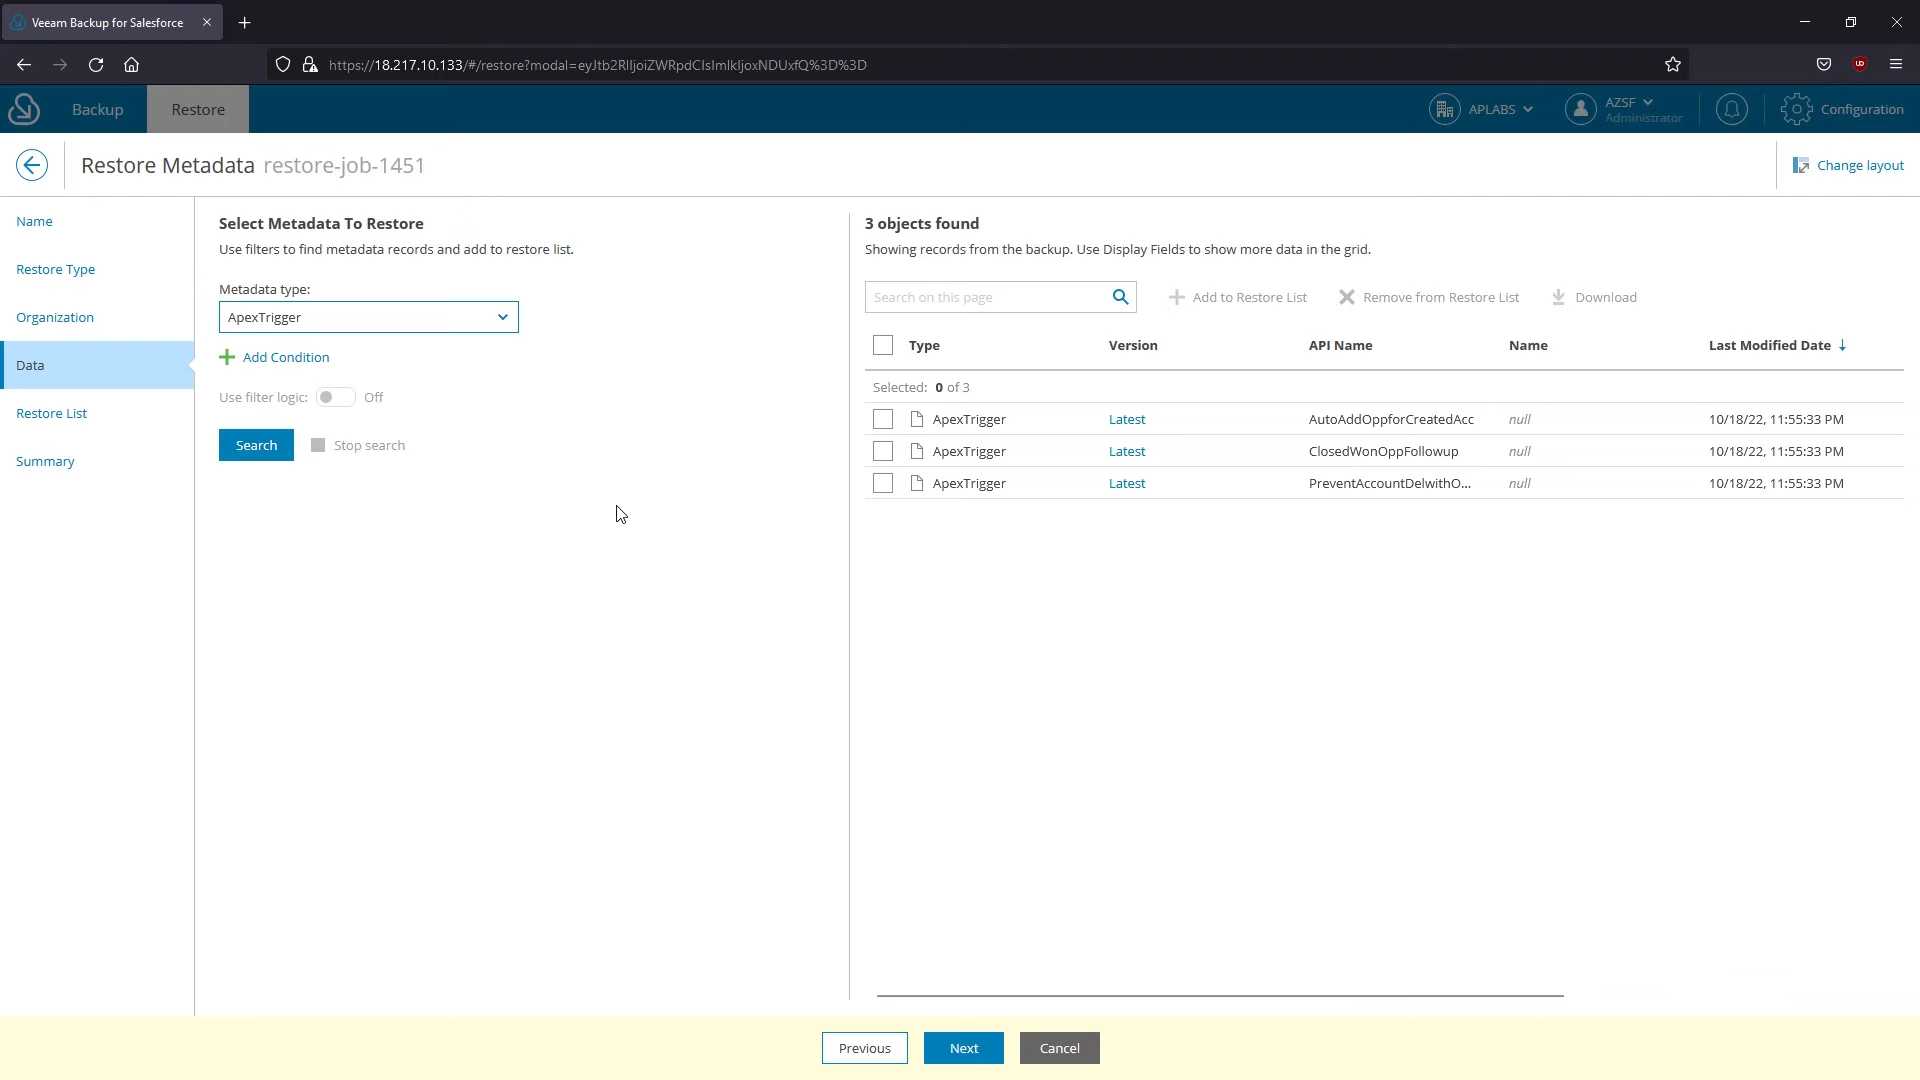 Veeam Backup for Salesforce
https://18.217.10.133/#/restore?modal=eyJtb2RlIjoiZWRpdCIsImlkIjoxNDUxfQ%3D%3D
Backup
Restore
APLABS
AZSF
Administrator
Configuration
Restore Metadata restore-job-1451
Change layout
Name
Restore Type
Organization
Data
Restore List
Summary
Select Metadata To Restore
Use filters to find metadata records and add to restore list.
Metadata type:
ApexTrigger
Add Condition
Use filter logic: Off
Search Stop search
3 objects found
Showing records from the backup. Use Display Fields to show more data in the grid.
Search on this page Add to Restore List Remove from Restore List Download
Type Version API Name Name Last Modified Date
Selected: 0 of 3
ApexTrigger Latest AutoAddOppforCreatedAcc null 10/18/22, 11:55:33 PM
ApexTrigger Latest ClosedWonOppFollowup null 10/18/22, 11:55:33 PM
ApexTrigger Latest PreventAccountDelwithO... null 10/18/22, 11:55:33 PM
Previous Next Cancel